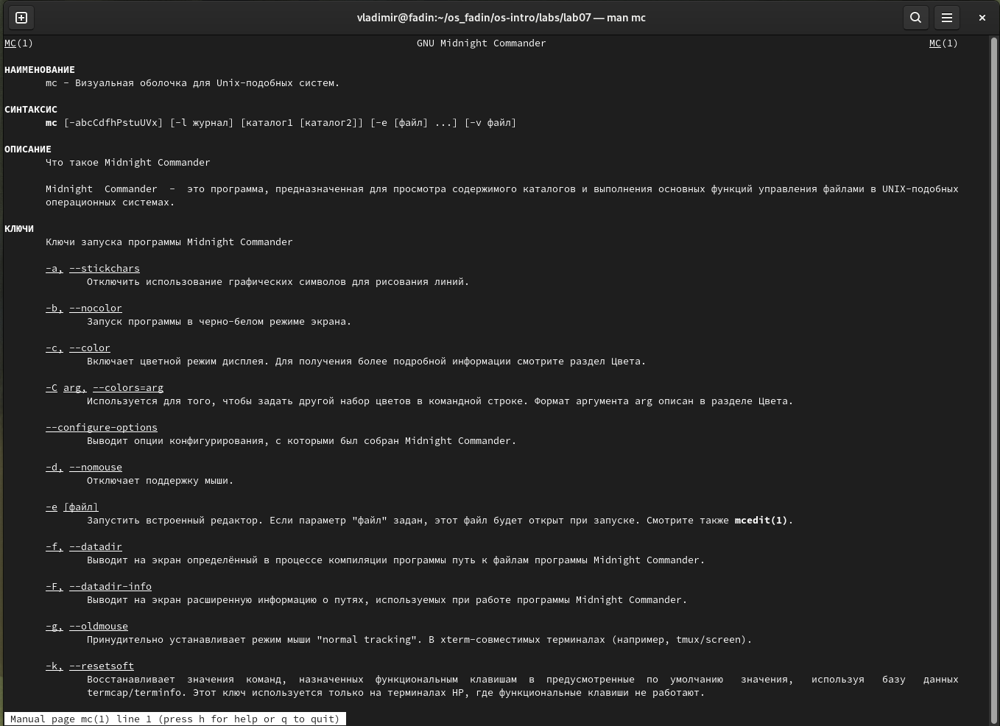 vladimir@fadin:~/os_fadin/os-intro/labs/lab07 — man mc
MC(1) GNU Midnight Commander MC(1)
НАИМЕНОВАНИЕ
mc - Визуальная оболочка для Unix-подобных систем.
СИНТАКСИС
mc [-abcCdfhPstuUVx] [-l журнал] [каталог1 [каталог2]] [-e [файл] ...] [-v файл]
ОПИСАНИЕ
Что такое Midnight Commander
Midnight Commander - это программа, предназначенная для просмотра содержимого каталогов и выполнения основных функций управления файлами в UNIX-подобных
операционных системах.
КЛЮЧИ
Ключи запуска программы Midnight Commander
-a, --stickchars
Отключить использование графических символов для рисования линий.
-b, --nocolor
Запуск программы в черно-белом режиме экрана.
-c, --color
Включает цветной режим дисплея. Для получения более подробной информации смотрите раздел Цвета.
-C arg, --colors=arg
Используется для того, чтобы задать другой набор цветов в командной строке. Формат аргумента arg описан в разделе Цвета.
--configure-options
Выводит опции конфигурирования, с которыми был собран Midnight Commander.
-d, --nomouse
Отключает поддержку мыши.
-e [файл]
Запустить встроенный редактор. Если параметр "файл" задан, этот файл будет открыт при запуске. Смотрите также mcedit(1).
-f, --datadir
Выводит на экран определённый в процессе компиляции программы путь к файлам программы Midnight Commander.
-F, --datadir-info
Выводит на экран расширенную информацию о путях, используемых при работе программы Midnight Commander.
-g, --oldmouse
Принудительно устанавливает режим мыши "normal tracking". В xterm-совместимых терминалах (например, tmux/screen).
-k, --resetsoft
Восстанавливает значения команд, назначенных функциональным клавишам в предусмотренные по умолчанию значения, используя базу данных
termcap/terminfo. Этот ключ используется только на терминалах HP, где функциональные клавиши не работают.
Manual page mc(1) line 1 (press h for help or q to quit)